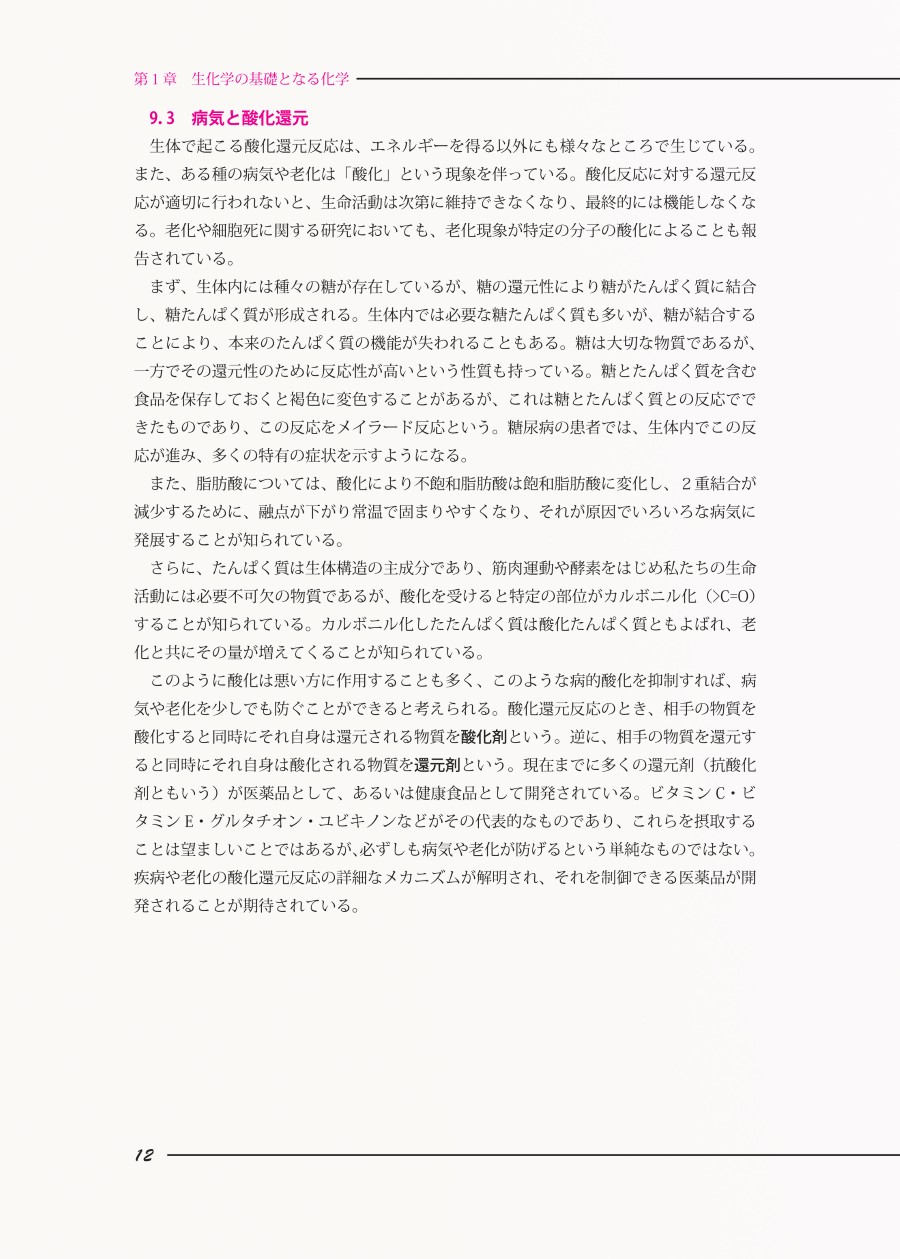 第 1 章　生化学の基礎となる化学
9. 3　病気と酸化還元
生体で起こる酸化還元反応は、エネルギーを得る以外にも様々なところで生じている。
また、ある種の病気や老化は「酸化」という現象を伴っている。酸化反応に対する還元反
応が適切に行われないと、生命活動は次第に維持できなくなり、最終的には機能しなくな
る。老化や細胞死に関する研究においても、老化現象が特定の分子の酸化によることも報
告されている。
まず、生体内には種々の糖が存在しているが、糖の還元性により糖がたんぱく質に結合
し、糖たんぱく質が形成される。生体内では必要な糖たんぱく質も多いが、糖が結合する
ことにより、本来のたんぱく質の機能が失われることもある。糖は大切な物質であるが、
一方でその還元性のために反応性が高いという性質も持っている。糖とたんぱく質を含む
食品を保存しておくと褐色に変色することがあるが、これは糖とたんぱく質との反応でで
きたものであり、この反応をメイラード反応という。糖尿病の患者では、生体内でこの反
応が進み、多くの特有の症状を示すようになる。
また、脂肪酸については、酸化により不飽和脂肪酸は飽和脂肪酸に変化し、２重結合が
減少するために、融点が下がり常温で固まりやすくなり、それが原因でいろいろな病気に
発展することが知られている。
さらに、たんぱく質は生体構造の主成分であり、筋肉運動や酵素をはじめ私たちの生命
活動には必要不可欠の物質であるが、酸化を受けると特定の部位がカルボニル化（>C=O）
することが知られている。カルボニル化したたんぱく質は酸化たんぱく質ともよばれ、老
化と共にその量が増えてくることが知られている。
このように酸化は悪い方に作用することも多く、このような病的酸化を抑制すれば、病
気や老化を少しでも防ぐことができると考えられる。酸化還元反応のとき、相手の物質を
酸化すると同時にそれ自身は還元される物質を酸化剤という。逆に、相手の物質を還元す
ると同時にそれ自身は酸化される物質を還元剤という。現在までに多くの還元剤（抗酸化
剤ともいう）が医薬品として、あるいは健康食品として開発されている。ビタミン C・ビ
タミン E・グルタチオン・ユビキノンなどがその代表的なものであり、これらを摂取する
ことは望ましいことではあるが、必ずしも病気や老化が防げるという単純なものではない。
疾病や老化の酸化還元反応の詳細なメカニズムが解明され、それを制御できる医薬品が開
発されることが期待されている。
12